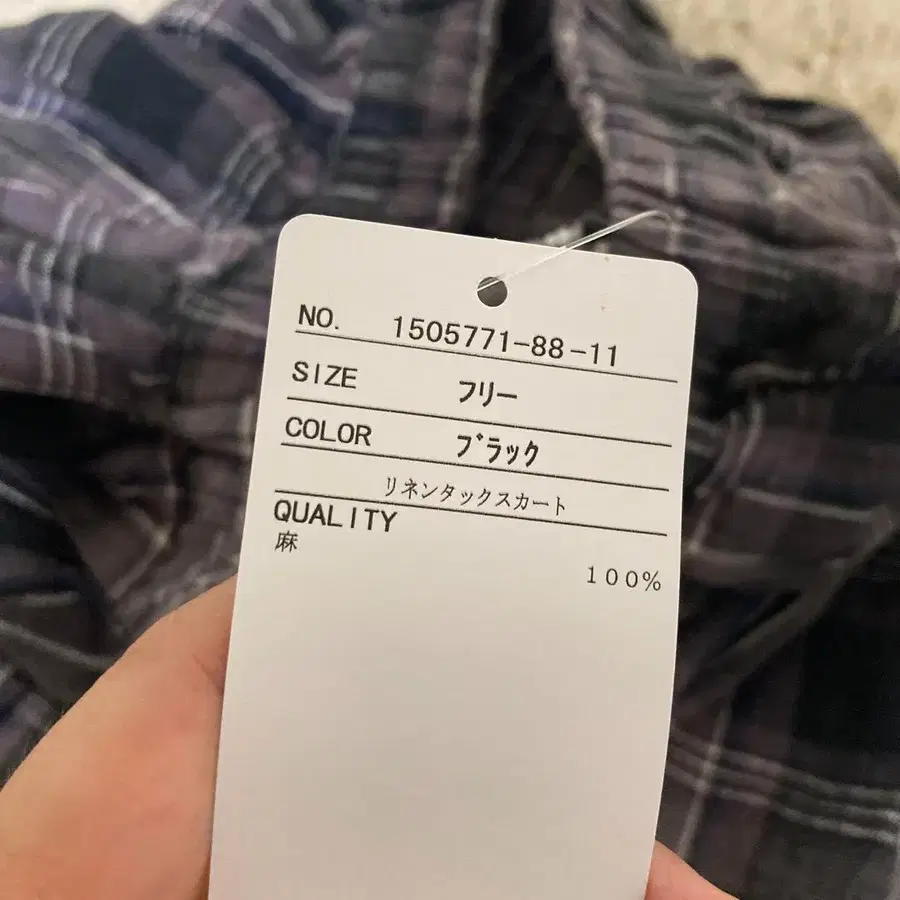 NO. 1505771-88-11
SIZE フリー
COLOR ブラック
リネンタックスカート
QUALITY
麻
100%